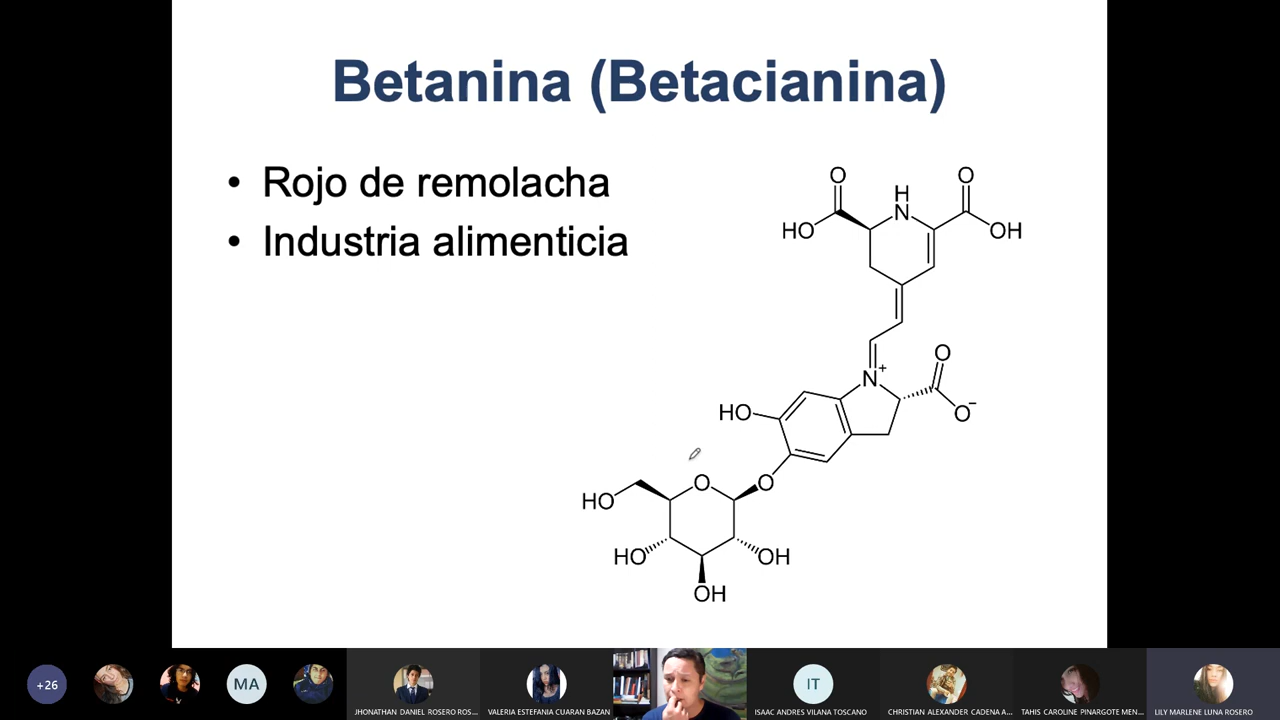 Betanina (Betacianina)
• Rojo de remolacha
• Industria alimenticia
O
O
H
N
HO
OH
O
N+
HO
O−
O
O
HO
HO
OH
OH
+26
MA
JHONATHAN DANIEL ROSERO ROS...
VALERIA ESTEFANIA CUARAN BAZAN
IT
ISAAC ANDRES VILANA TOSCANO
CHRISTIAN ALEXANDER CADENA A...
TAHIS CAROLINE PINARGOTE MEN...
LILY MARLENE LUNA ROSERO